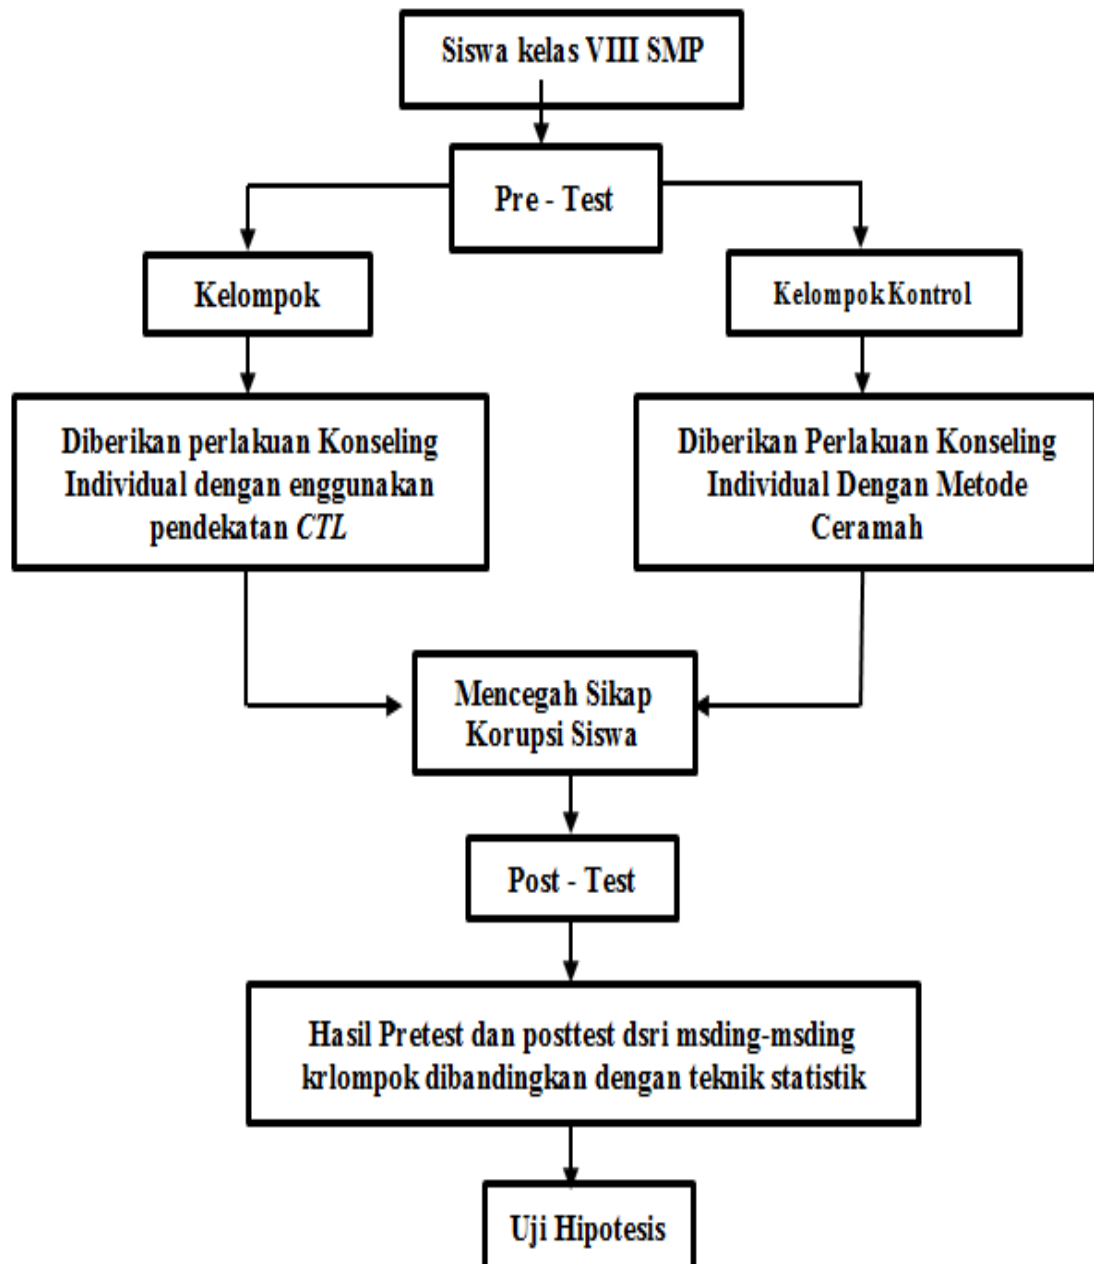 Siswa kelas VIII SMP
Pre - Test
Kelompok
Kelompok Kontrol
Diberikan perlakuan Konseling
Individual dengan enggunakan
pendekatan CTL
Diberikan Perlakuan Konseling
Individual Dengan Metode
Ceramah
Mencegah Sikap
Korupsi Siswa
Post - Test
Hasil Pretest dan posttest dsri msding-msding
krlompok dibandingkan dengan teknik statistik
Uji Hipotesis